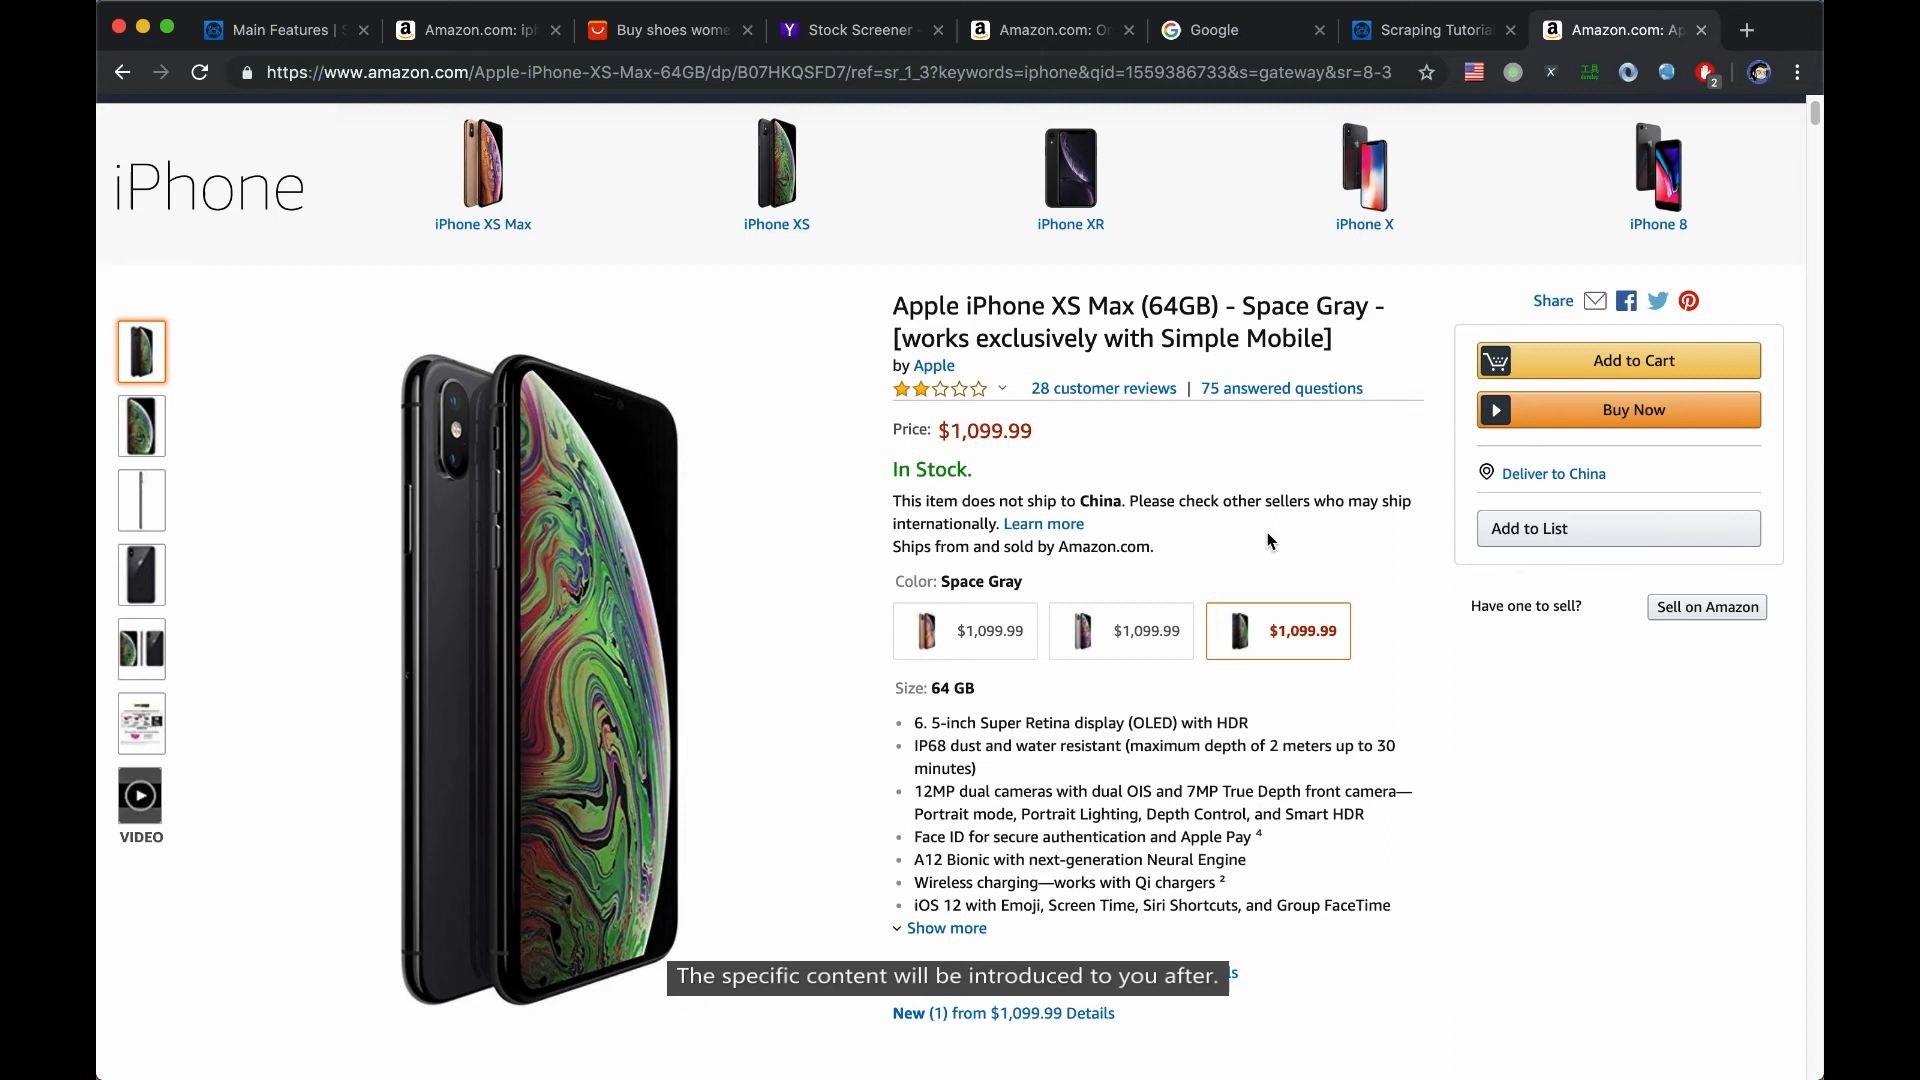 Main Features |
Amazon.com: iph
Buy shoes wome
Stock Screener
Amazon.com: Or
Google
Scraping Tutoria
Amazon.com: Ap
https://www.amazon.com/Apple-iPhone-XS-Max-64GB/dp/B07HKQSFD7/ref=sr_1_3?keywords=iphone&qid=1559386733&s=gateway&sr=8-3
2
iPhone
iPhone XS Max
iPhone XS
iPhone XR
iPhone X
iPhone 8
VIDEO
Apple iPhone XS Max (64GB) - Space Gray -
[works exclusively with Simple Mobile]
by Apple
28 customer reviews | 75 answered questions
Price: $1,099.99
In Stock.
This item does not ship to China. Please check other sellers who may ship
internationally. Learn more
Ships from and sold by Amazon.com.
Color: Space Gray
$1,099.99
$1,099.99
$1,099.99
Size: 64 GB
6. 5-inch Super Retina display (OLED) with HDR
IP68 dust and water resistant (maximum depth of 2 meters up to 30
minutes)
12MP dual cameras with dual OIS and 7MP True Depth front camera—
Portrait mode, Portrait Lighting, Depth Control, and Smart HDR
Face ID for secure authentication and Apple Pay ⁴
A12 Bionic with next-generation Neural Engine
Wireless charging—works with Qi chargers ²
iOS 12 with Emoji, Screen Time, Siri Shortcuts, and Group FaceTime
Show more
The specific content will be introduced to you after.
New (1) from $1,099.99 Details
Share
Add to Cart
Buy Now
Deliver to China
Add to List
Have one to sell?
Sell on Amazon